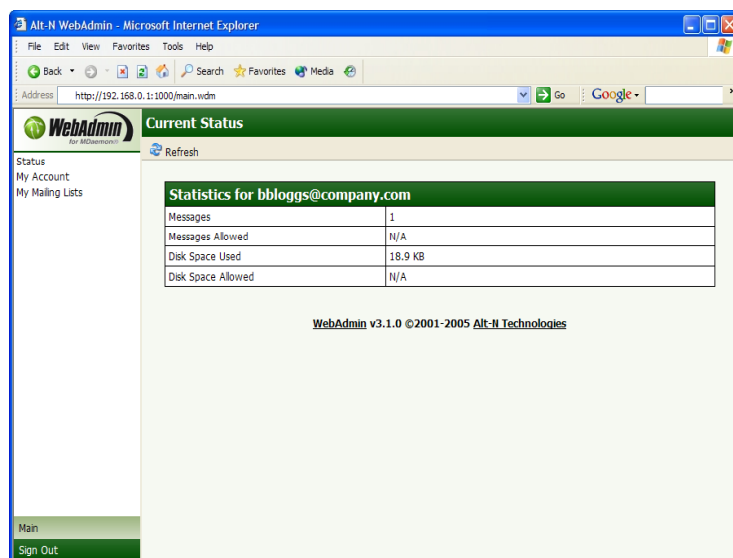 Alt-N WebAdmin - Microsoft Internet Explorer
File Edit View Favorites Tools Help
Back Search Favorites Media
Address http://192.168.0.1:1000/main.wdm Go Google
WebAdmin
for MDaemon®
Current Status
Refresh
Status
My Account
My Mailing Lists
Statistics for bbloggs@company.com
Messages 1
Messages Allowed N/A
Disk Space Used 18.9 KB
Disk Space Allowed N/A
WebAdmin v3.1.0 ©2001-2005 Alt-N Technologies
Main
Sign Out